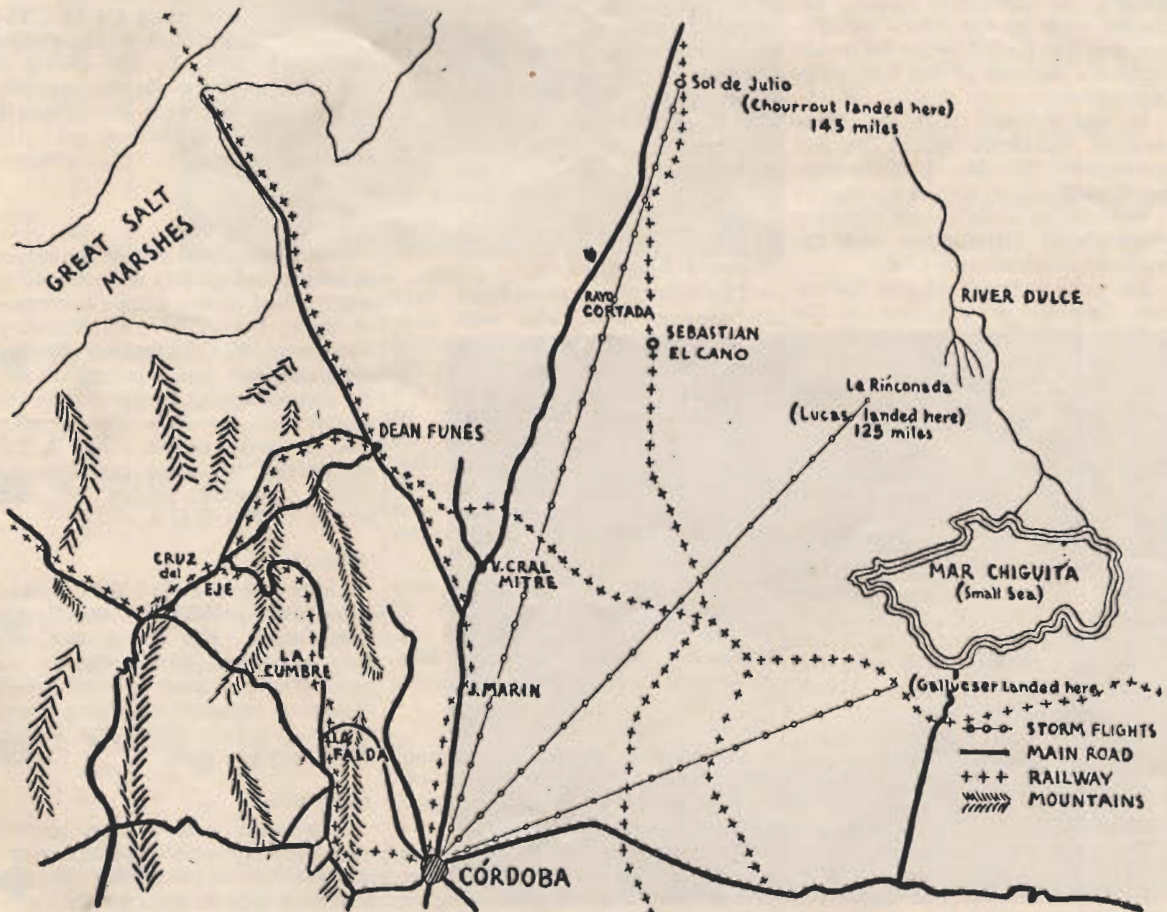 Sol de Julio
(Chourrout landed here)
145 miles
GREAT SALT
MARSHES
RIVER DULCE
RAYO
CORTADA
SEBASTIAN
EL CANO
La Rinconada
(Lucas landed here)
125 miles
DEAN FUNES
CRUZ
del
EJE
V. CRAL
MITRE
MAR CHIGUITA
(Small Sea)
LA
CUMBRE
J. MARIN
(Gallueser Landed here
LA
FALDA
STORM FLIGHTS
MAIN ROAD
RAILWAY
MOUNTAINS
CÓRDOBA